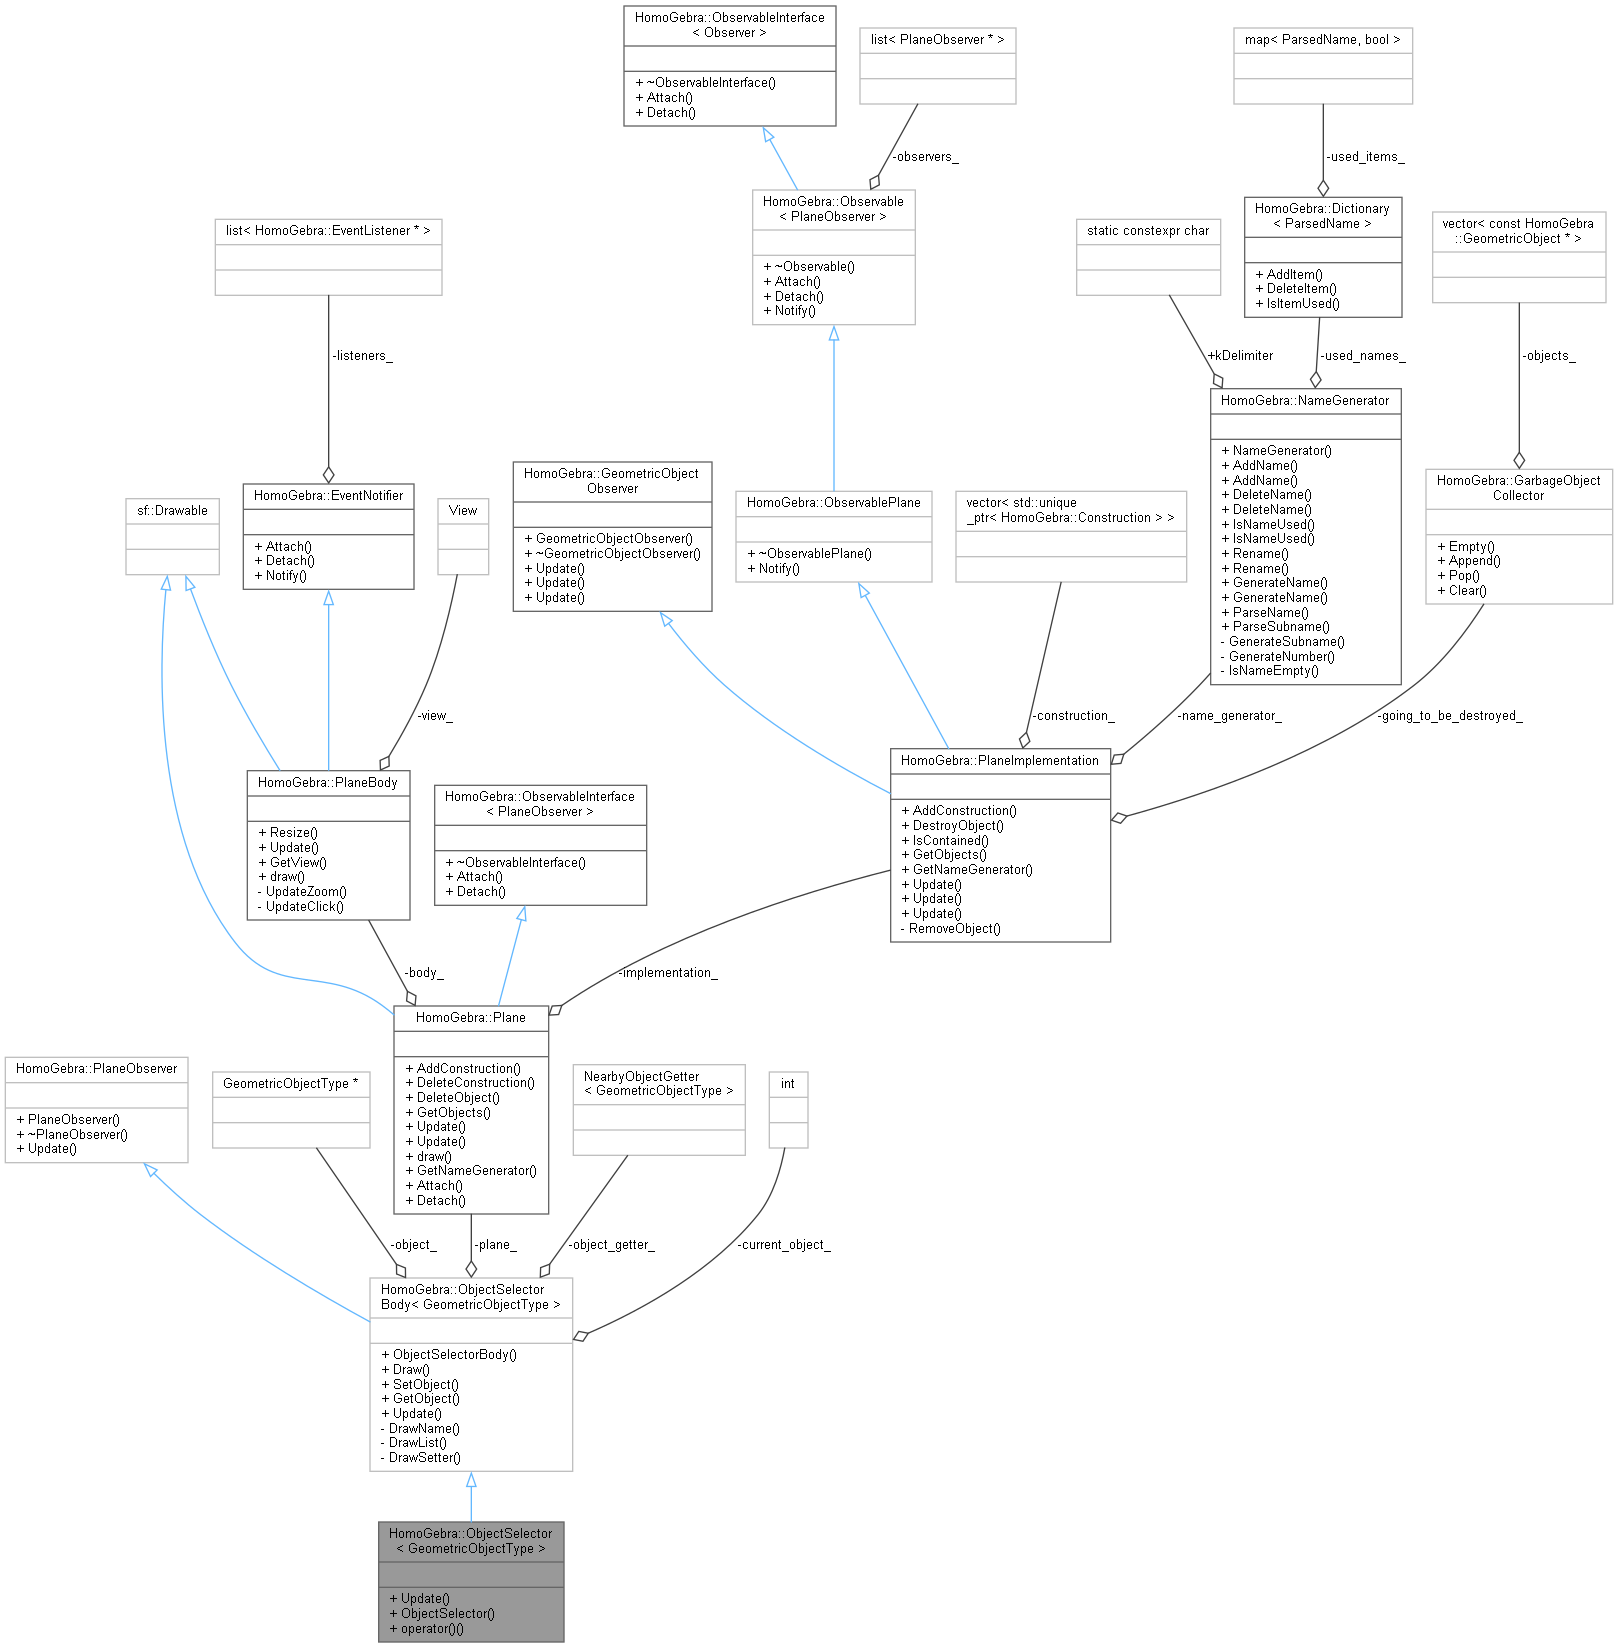 HomoGebra::ObservableInterface
< Observer >
+ ~ObservableInterface()
+ Attach()
+ Detach()
list< PlaneObserver * >
map< ParsedName, bool >
-observers_
-used_items_
HomoGebra::Observable
< PlaneObserver >
+ ~Observable()
+ Attach()
+ Detach()
+ Notify()
HomoGebra::Dictionary
< ParsedName >
+ AddItem()
+ DeleteItem()
+ IsItemUsed()
list< HomoGebra::EventListener * >
static constexpr char
vector< const HomoGebra
::GeometricObject * >
-listeners_
+kDelimiter
-used_names_
-objects_
HomoGebra::NameGenerator
+ NameGenerator()
+ AddName()
+ AddName()
+ DeleteName()
+ DeleteName()
+ IsNameUsed()
+ IsNameUsed()
+ Rename()
+ Rename()
+ GenerateName()
+ GenerateName()
+ ParseName()
+ ParseSubname()
- GenerateSubname()
- GenerateNumber()
- IsNameEmpty()
HomoGebra::GarbageObject
Collector
+ Empty()
+ Append()
+ Pop()
+ Clear()
sf::Drawable
HomoGebra::EventNotifier
+ Attach()
+ Detach()
+ Notify()
View
HomoGebra::GeometricObject
Observer
+ GeometricObjectObserver()
+ ~GeometricObjectObserver()
+ Update()
+ Update()
+ Update()
HomoGebra::ObservablePlane
+ ~ObservablePlane()
+ Notify()
vector< std::unique
_ptr< HomoGebra::Construction > >
-view_
-construction_
-name_generator_
-going_to_be_destroyed_
HomoGebra::PlaneBody
+ Resize()
+ Update()
+ GetView()
+ draw()
- UpdateZoom()
- UpdateClick()
HomoGebra::ObservableInterface
< PlaneObserver >
+ ~ObservableInterface()
+ Attach()
+ Detach()
HomoGebra::PlaneImplementation
+ AddConstruction()
+ DestroyObject()
+ IsContained()
+ GetObjects()
+ GetNameGenerator()
+ Update()
+ Update()
+ Update()
- RemoveObject()
-body_
-implementation_
HomoGebra::Plane
+ AddConstruction()
+ DeleteConstruction()
+ DeleteObject()
+ GetObjects()
+ Update()
+ Update()
+ draw()
+ GetNameGenerator()
+ Attach()
+ Detach()
HomoGebra::PlaneObserver
+ PlaneObserver()
+ ~PlaneObserver()
+ Update()
GeometricObjectType *
NearbyObjectGetter
< GeometricObjectType >
int
-object_
-plane_
-object_getter_
-current_object_
HomoGebra::ObjectSelector
Body< GeometricObjectType >
+ ObjectSelectorBody()
+ Draw()
+ SetObject()
+ GetObject()
+ Update()
- DrawName()
- DrawList()
- DrawSetter()
HomoGebra::ObjectSelector
< GeometricObjectType >
+ Update()
+ ObjectSelector()
+ operator()()